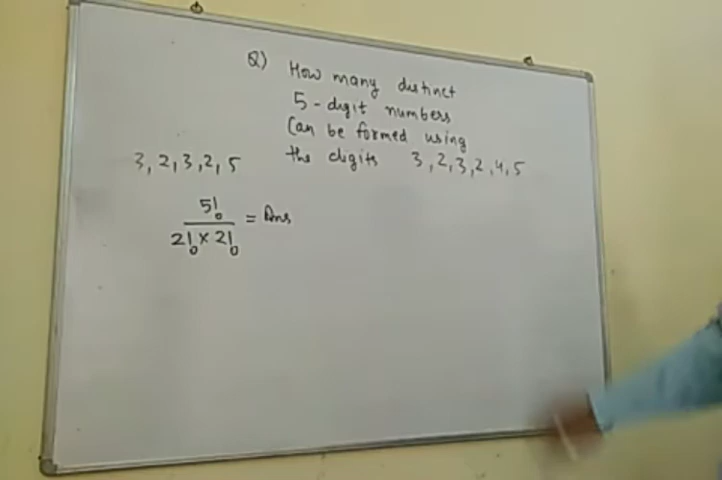 Q) How many distinct
5-digit numbers
Can be formed using
the digits 3, 2, 3, 2, 4, 5
3, 2, 3, 2, 5
5!
2! × 2!
= Ans